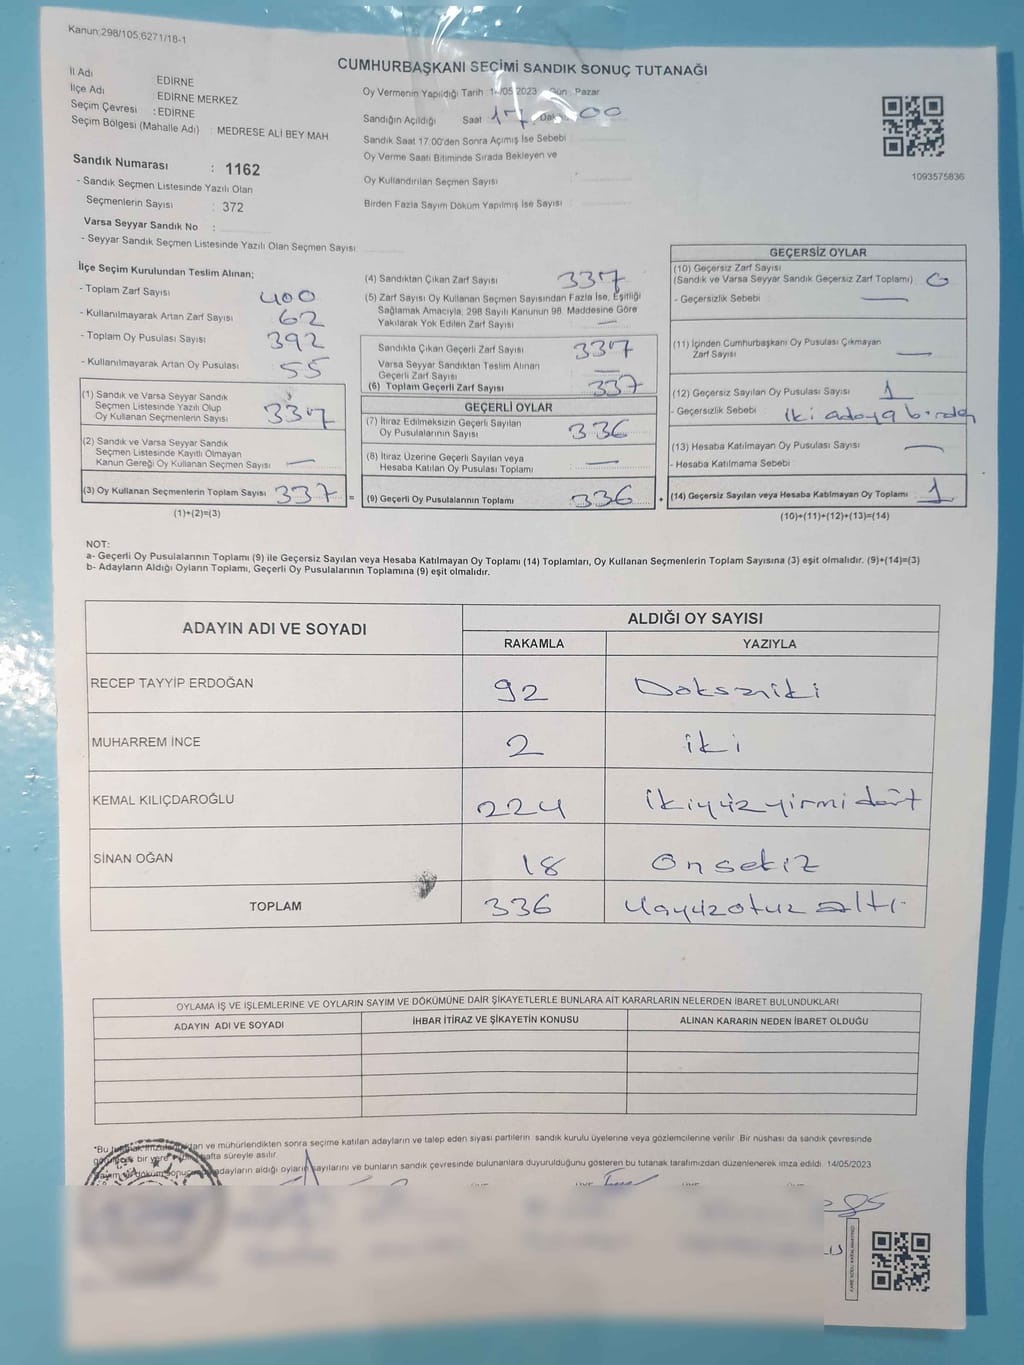 Kanun:298/105;6271/18-1
CUMHURBAŞKANI SEÇİMİ SANDIK SONUÇ TUTANAĞI
İl Adı EDİRNE
İlçe Adı EDİRNE MERKEZ
Seçim Çevresi : EDİRNE
Seçim Bölgesi (Mahalle Adı) : MEDRESE ALİ BEY MAH
Sandık Numarası : 1162
- Sandık Seçmen Listesinde Yazılı Olan
Seçmenlerin Sayısı : 372
Varsa Seyyar Sandık No :
- Seyyar Sandık Seçmen Listesinde Yazılı Olan Seçmen Sayısı
Oy Vermenin Yapıldığı Tarih 14/05/2023 Gün : Pazar
Sandığın Açıldığı Saat : 17 Dak 00
Sandık Saat 17:00'den Sonra Açımış İse Sebebi
Oy Verme Saati Bitiminde Sırada Bekleyen ve
Oy Kullandırılan Seçmen Sayısı :
Birden Fazla Sayım Döküm Yapılmış İse Sayısı :
1093575836
İlçe Seçim Kurulundan Teslim Alınan;
- Toplam Zarf Sayısı 400
- Kullanılmayarak Artan Zarf Sayısı 62
- Toplam Oy Pusulası Sayısı 392
- Kullanılmayarak Artan Oy Pusulası 55
(1) Sandık ve Varsa Seyyar Sandık
Seçmen Listesinde Yazılı Olup
Oy Kullanan Seçmenlerin Sayısı 337
(2) Sandık ve Varsa Seyyar Sandık
Seçmen Listesinde Kayıtlı Olmayan
Kanun Gereği Oy Kullanan Seçmen Sayısı —
(3) Oy Kullanan Seçmenlerin Toplam Sayısı 337 =
(1)+(2)=(3)
(4) Sandıktan Çıkan Zarf Sayısı 337
(5) Zarf Sayısı Oy Kullanan Seçmen Sayısından Fazla İse, Eşitliği
Sağlamak Amacıyla, 298 Sayılı Kanunun 98. Maddesine Göre
Yakılarak Yok Edilen Zarf Sayısı —
Sandıkta Çıkan Geçerli Zarf Sayısı 337
Varsa Seyyar Sandıktan Teslim Alınan
Geçerli Zarf Sayısı —
(6) Toplam Geçerli Zarf Sayısı 337
GEÇERLİ OYLAR
(7) İtiraz Edilmeksizin Geçerli Sayılan
Oy Pusulalarının Sayısı 336
(8) İtiraz Üzerine Geçerli Sayılan veya
Hesaba Katılan Oy Pusulası Toplamı —
(9) Geçerli Oy Pusulalarının Toplamı 336 +
GEÇERSİZ OYLAR
(10) Geçersiz Zarf Sayısı
(Sandık ve Varsa Seyyar Sandık Geçersiz Zarf Toplamı) 0
- Geçersizlik Sebebi —
(11) İçinden Cumhurbaşkanı Oy Pusulası Çıkmayan
Zarf Sayısı —
(12) Geçersiz Sayılan Oy Pusulası Sayısı 1
- Geçersizlik Sebebi iki adaya birden
(13) Hesaba Katılmayan Oy Pusulası Sayısı —
- Hesaba Katılmama Sebebi
(14) Geçersiz Sayılan veya Hesaba Katılmayan Oy Toplamı 1
(10)+(11)+(12)+(13)=(14)
NOT:
a- Geçerli Oy Pusulalarının Toplamı (9) ile Geçersiz Sayılan veya Hesaba Katılmayan Oy Toplamı (14) Toplamları, Oy Kullanan Seçmenlerin Toplam Sayısına (3) eşit olmalıdır. (9)+(14)=(3)
b- Adayların Aldığı Oyların Toplamı, Geçerli Oy Pusulalarının Toplamına (9) eşit olmalıdır.
ADAYIN ADI VE SOYADI ALDIĞI OY SAYISI
RAKAMLA YAZIYLA
RECEP TAYYİP ERDOĞAN 92 Doksaniki
MUHARREM İNCE 2 iki
KEMAL KILIÇDAROĞLU 224 ikiyüzyirmi dört
SİNAN OĞAN 18 onsekiz
TOPLAM 336 üçyüzotuz altı
OYLAMA İŞ VE İŞLEMLERİNE VE OYLARIN SAYIM VE DÖKÜMÜNE DAİR ŞİKAYETLERLE BUNLARA AİT KARARLARIN NELERDEN İBARET BULUNDUKLARI
ADAYIN ADI VE SOYADI İHBAR İTİRAZ VE ŞİKAYETİN KONUSU ALINAN KARARIN NEDEN İBARET OLDUĞU
*Bu ve mühürlendikten sonra seçime katılan adayların ve talep eden siyasi partilerin sandık kurulu üyelerine veya gözlemcilerine verilir. Bir nüshası da sandık çevresinde
bir yere hafta süreyle asılır.
adayların aldığı oyların sayılarını ve bunların sandık çevresinde bulunanlara duyurulduğunu gösteren bu tutanak tarafımızdan düzenlenerek imza edildi. 14/05/2023